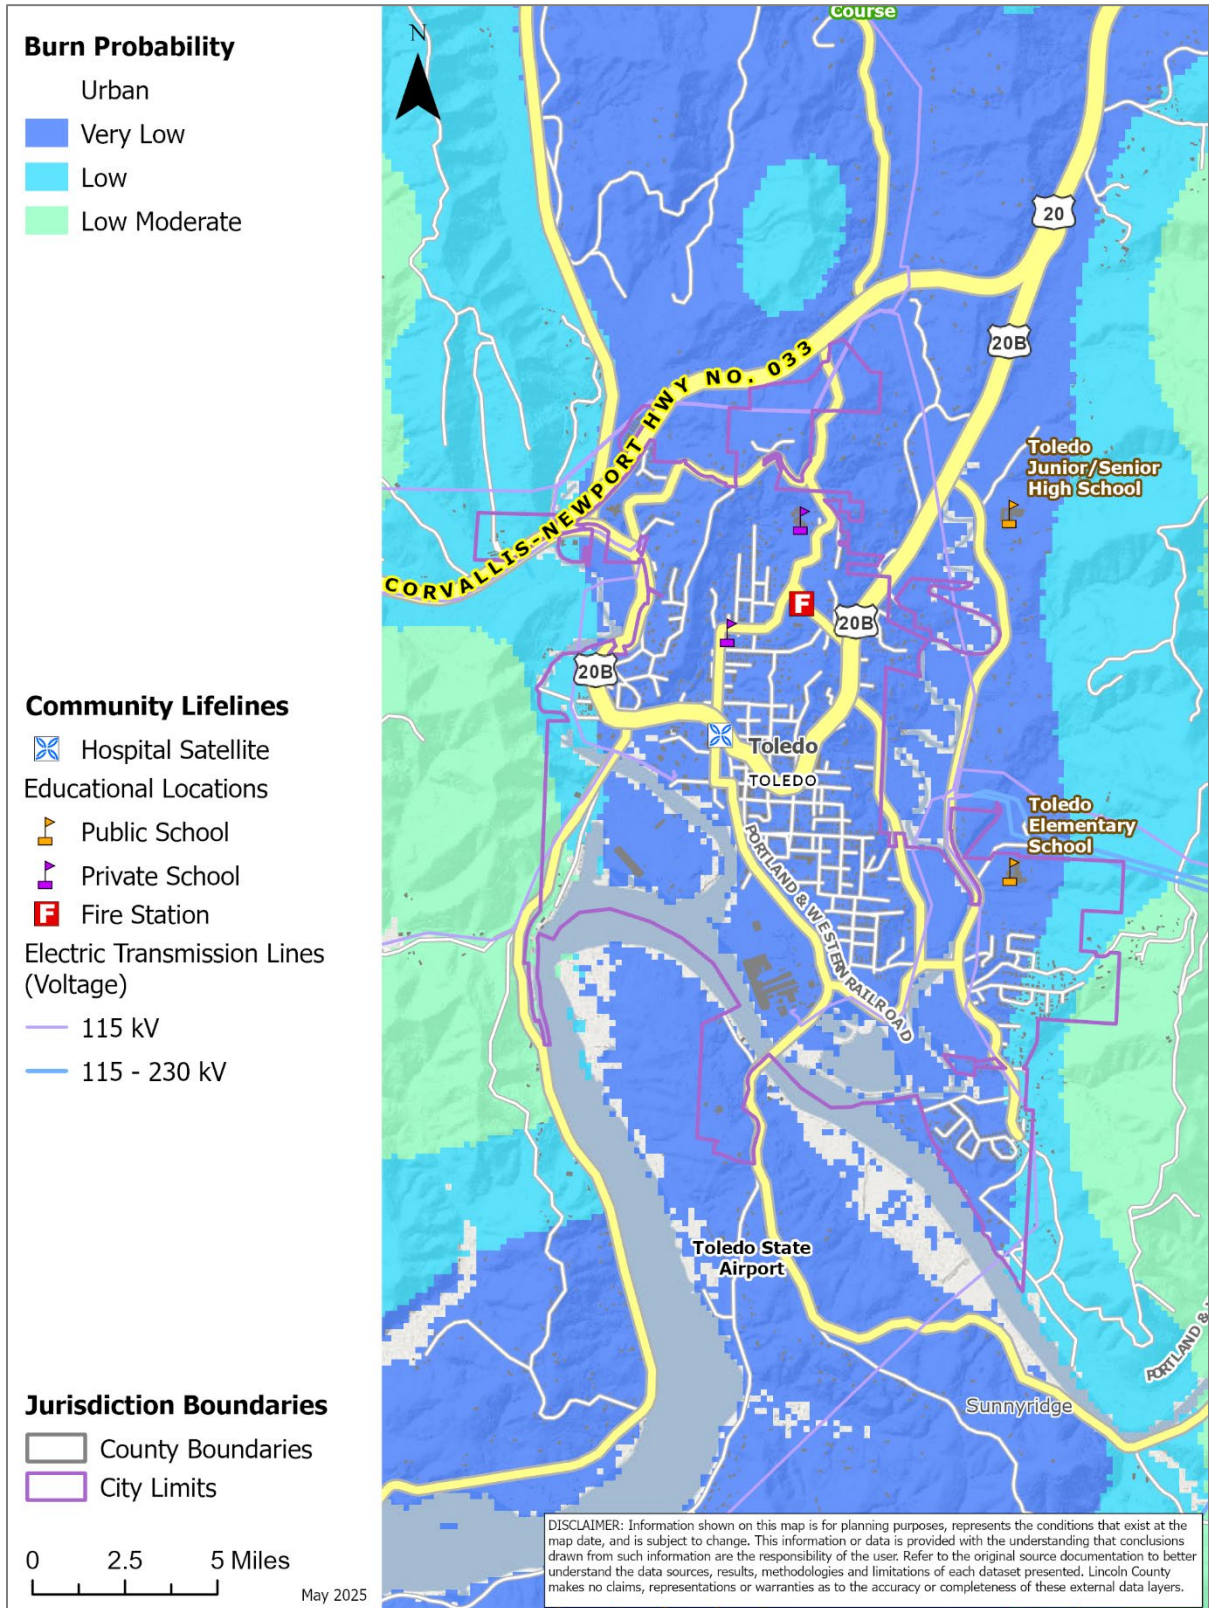 Burn Probability
Urban
Very Low
Low
Low Moderate
Community Lifelines
Hospital Satellite
Educational Locations
Public School
Private School
F
Fire Station
Electric Transmission Lines
(Voltage)
115 kV
115 - 230 kV
Jurisdiction Boundaries
County Boundaries
City Limits
0 2.5 5 Miles
May 2025
N
Course
20
20B
CORVALLIS-NEWPORT HWY NO. 033
Toledo
Junior/Senior
High School
F
20B
20B
Toledo
TOLEDO
Toledo
Elementary
School
PORTLAND & WESTERN RAILROAD
Toledo State
Airport
Sunnyridge
PORTLAND &
DISCLAIMER: Information shown on this map is for planning purposes, represents the conditions that exist at the
map date, and is subject to change. This information or data is provided with the understanding that conclusions
drawn from such information are the responsibility of the user. Refer to the original source documentation to better
understand the data sources, results, methodologies and limitations of each dataset presented. Lincoln County
makes no claims, representations or warranties as to the accuracy or completeness of these external data layers.